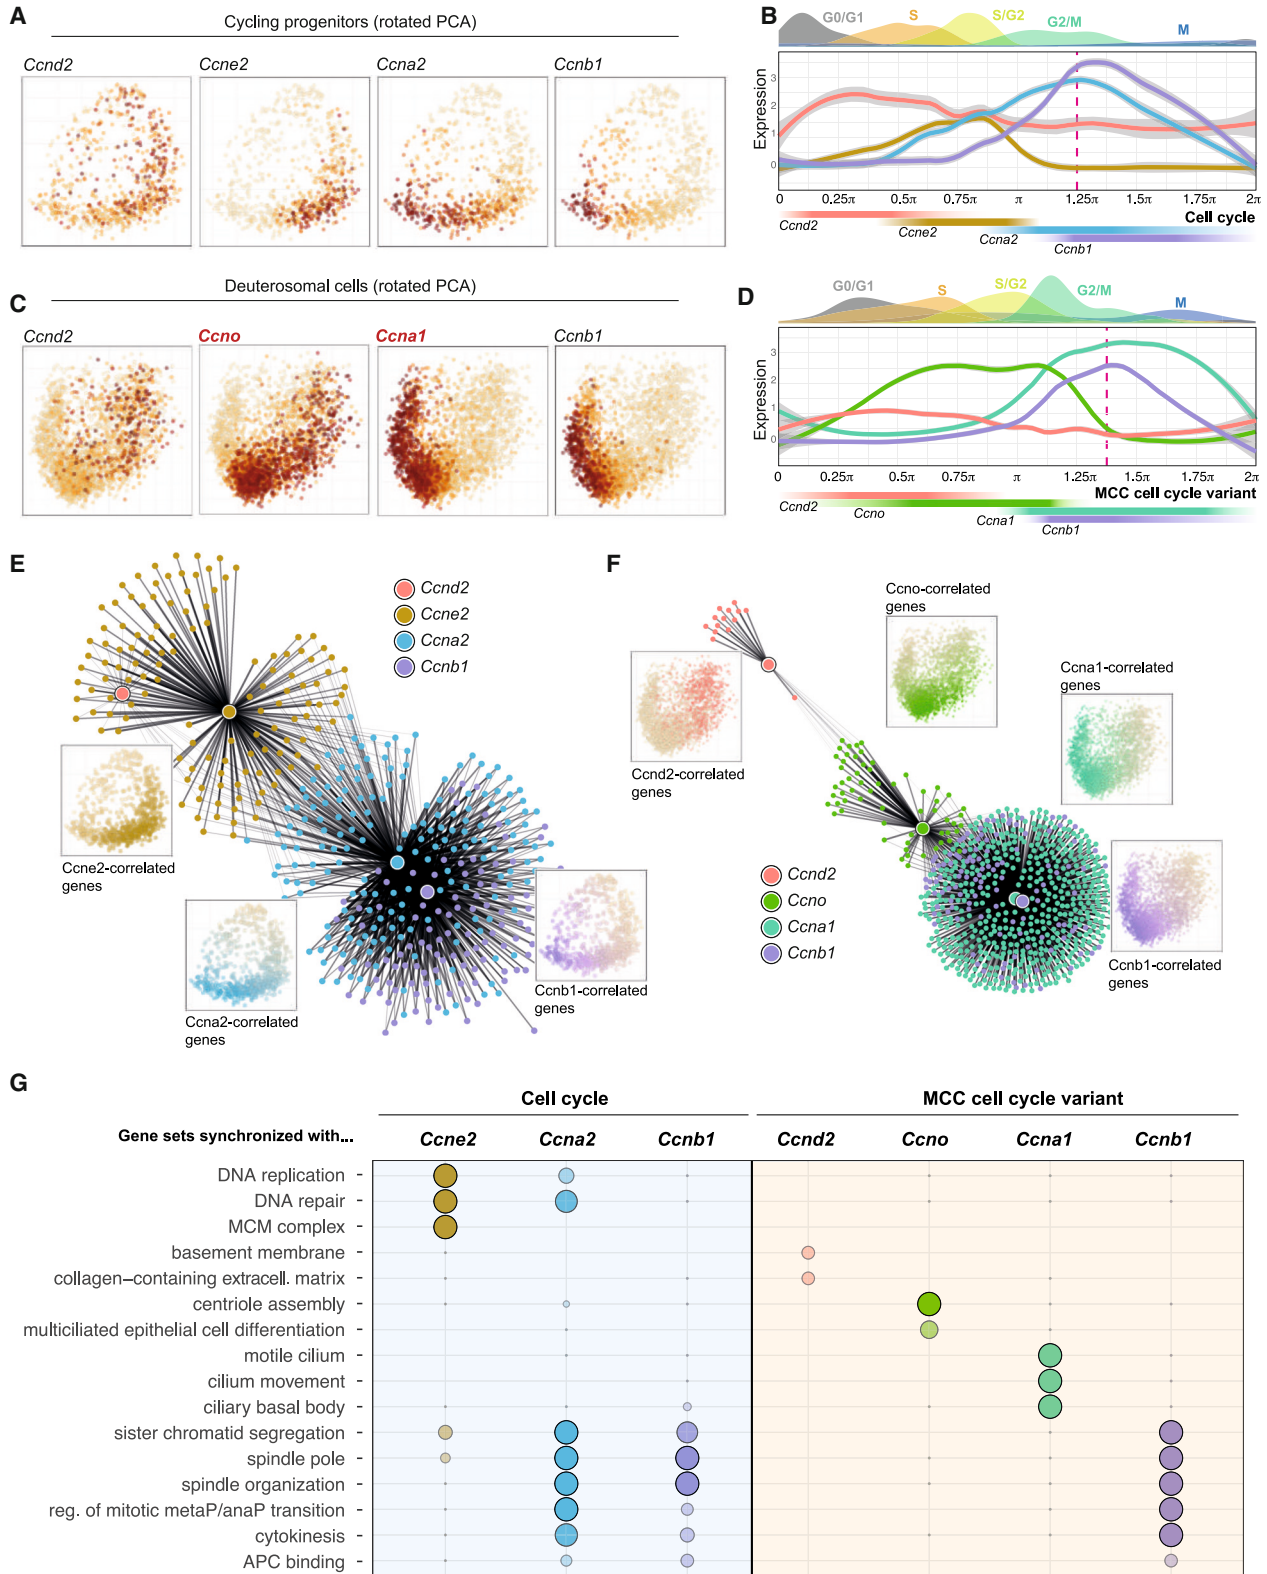 A
Cycling progenitors (rotated PCA)
Ccnd2
Ccne2
Ccna2
Ccnb1
B
G0/G1
S
S/G2
G2/M
M
Expression
3
2
1
0
0
0.25π
0.5π
0.75π
π
1.25π
1.5π
1.75π
2π
Cell cycle
Ccnd2
Ccne2
Ccna2
Ccnb1
C
Deuterosomal cells (rotated PCA)
Ccnd2
Ccno
Ccna1
Ccnb1
D
G0/G1
S
S/G2
G2/M
M
Expression
3
2
1
0
0
0.25π
0.5π
0.75π
π
1.25π
1.5π
1.75π
2π
MCC cell cycle variant
Ccnd2
Ccno
Ccna1
Ccnb1
E
Ccnd2
Ccne2
Ccna2
Ccnb1
Ccne2-correlated
genes
Ccna2-correlated
genes
Ccnb1-correlated
genes
F
Ccno-correlated
genes
Ccna1-correlated
genes
Ccnd2-correlated
genes
Ccnd2
Ccno
Ccna1
Ccnb1
Ccnb1-correlated
genes
G
Cell cycle
MCC cell cycle variant
Gene sets synchronized with...
Ccne2
Ccna2
Ccnb1
Ccnd2
Ccno
Ccna1
Ccnb1
DNA replication
DNA repair
MCM complex
basement membrane
collagen−containing extracell. matrix
centriole assembly
multiciliated epithelial cell differentiation
motile cilium
cilium movement
ciliary basal body
sister chromatid segregation
spindle pole
spindle organization
reg. of mitotic metaP/anaP transition
cytokinesis
APC binding